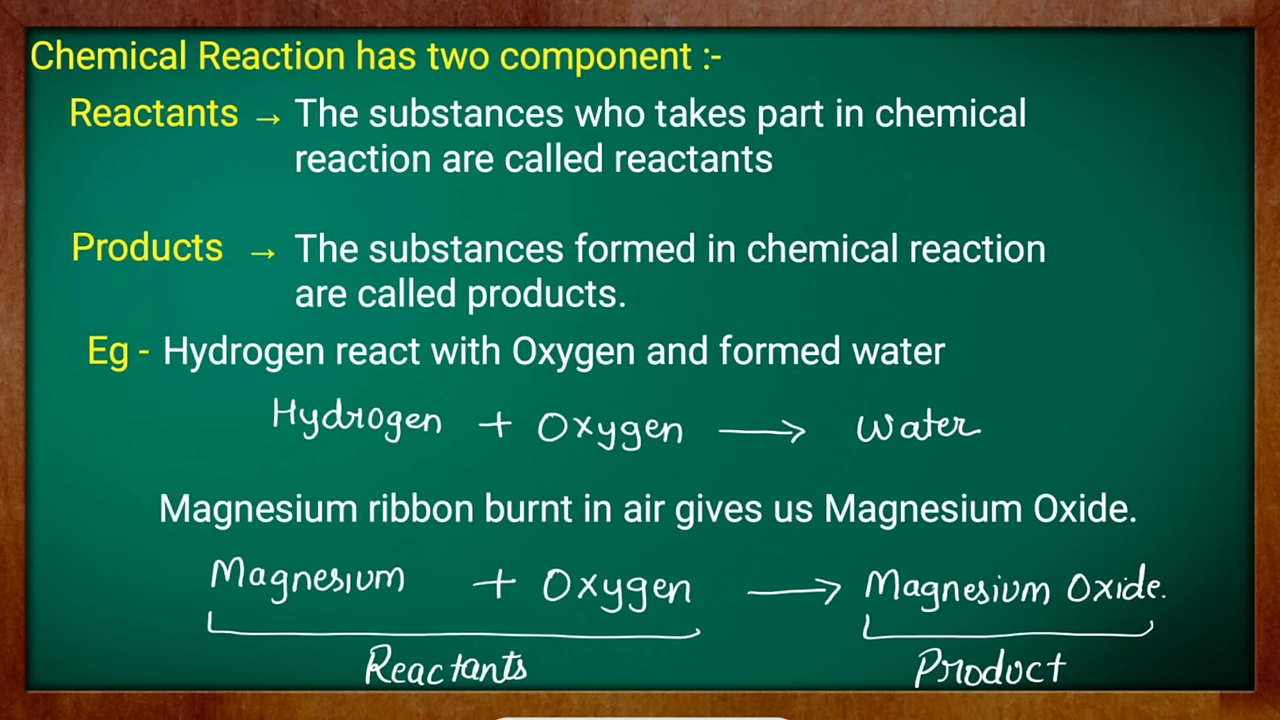 Chemical Reaction has two component :-
Reactants → The substances who takes part in chemical
reaction are called reactants
Products → The substances formed in chemical reaction
are called products.
Eg - Hydrogen react with Oxygen and formed water
Hydrogen + Oxygen ⟶ Water
Magnesium ribbon burnt in air gives us Magnesium Oxide.
Magnesium + Oxygen ⟶ Magnesium Oxide.
Reactants Product